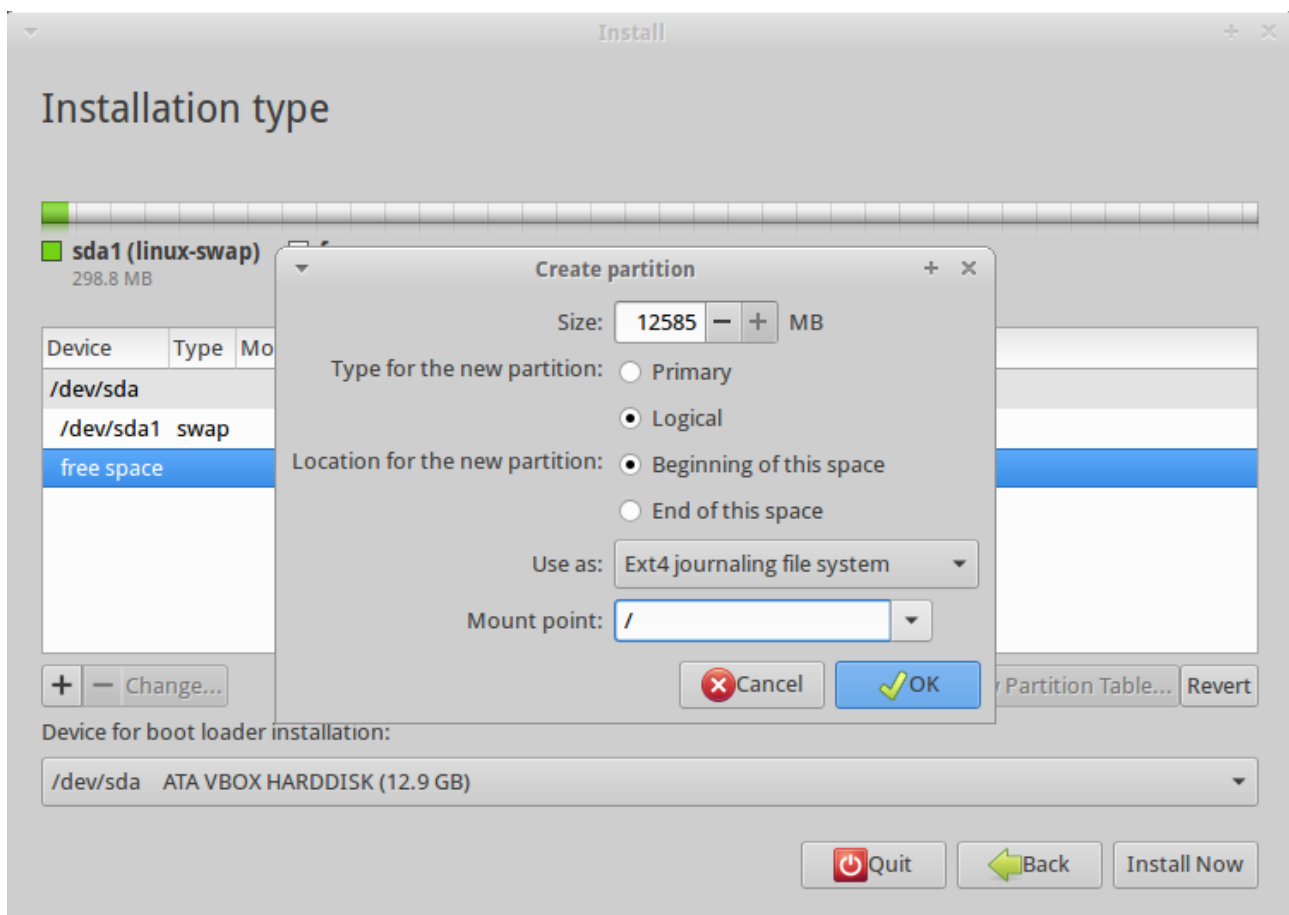 Install
Installation type
sda1 (linux-swap)
298.8 MB
Create partition
Size: 12585 MB
Type for the new partition: Primary
Logical
Location for the new partition: Beginning of this space
End of this space
Use as: Ext4 journaling file system
Mount point: /
Cancel OK
Device Type Mo
/dev/sda
/dev/sda1 swap
free space
+ − Change... Partition Table... Revert
Device for boot loader installation:
/dev/sda ATA VBOX HARDDISK (12.9 GB)
Quit Back Install Now